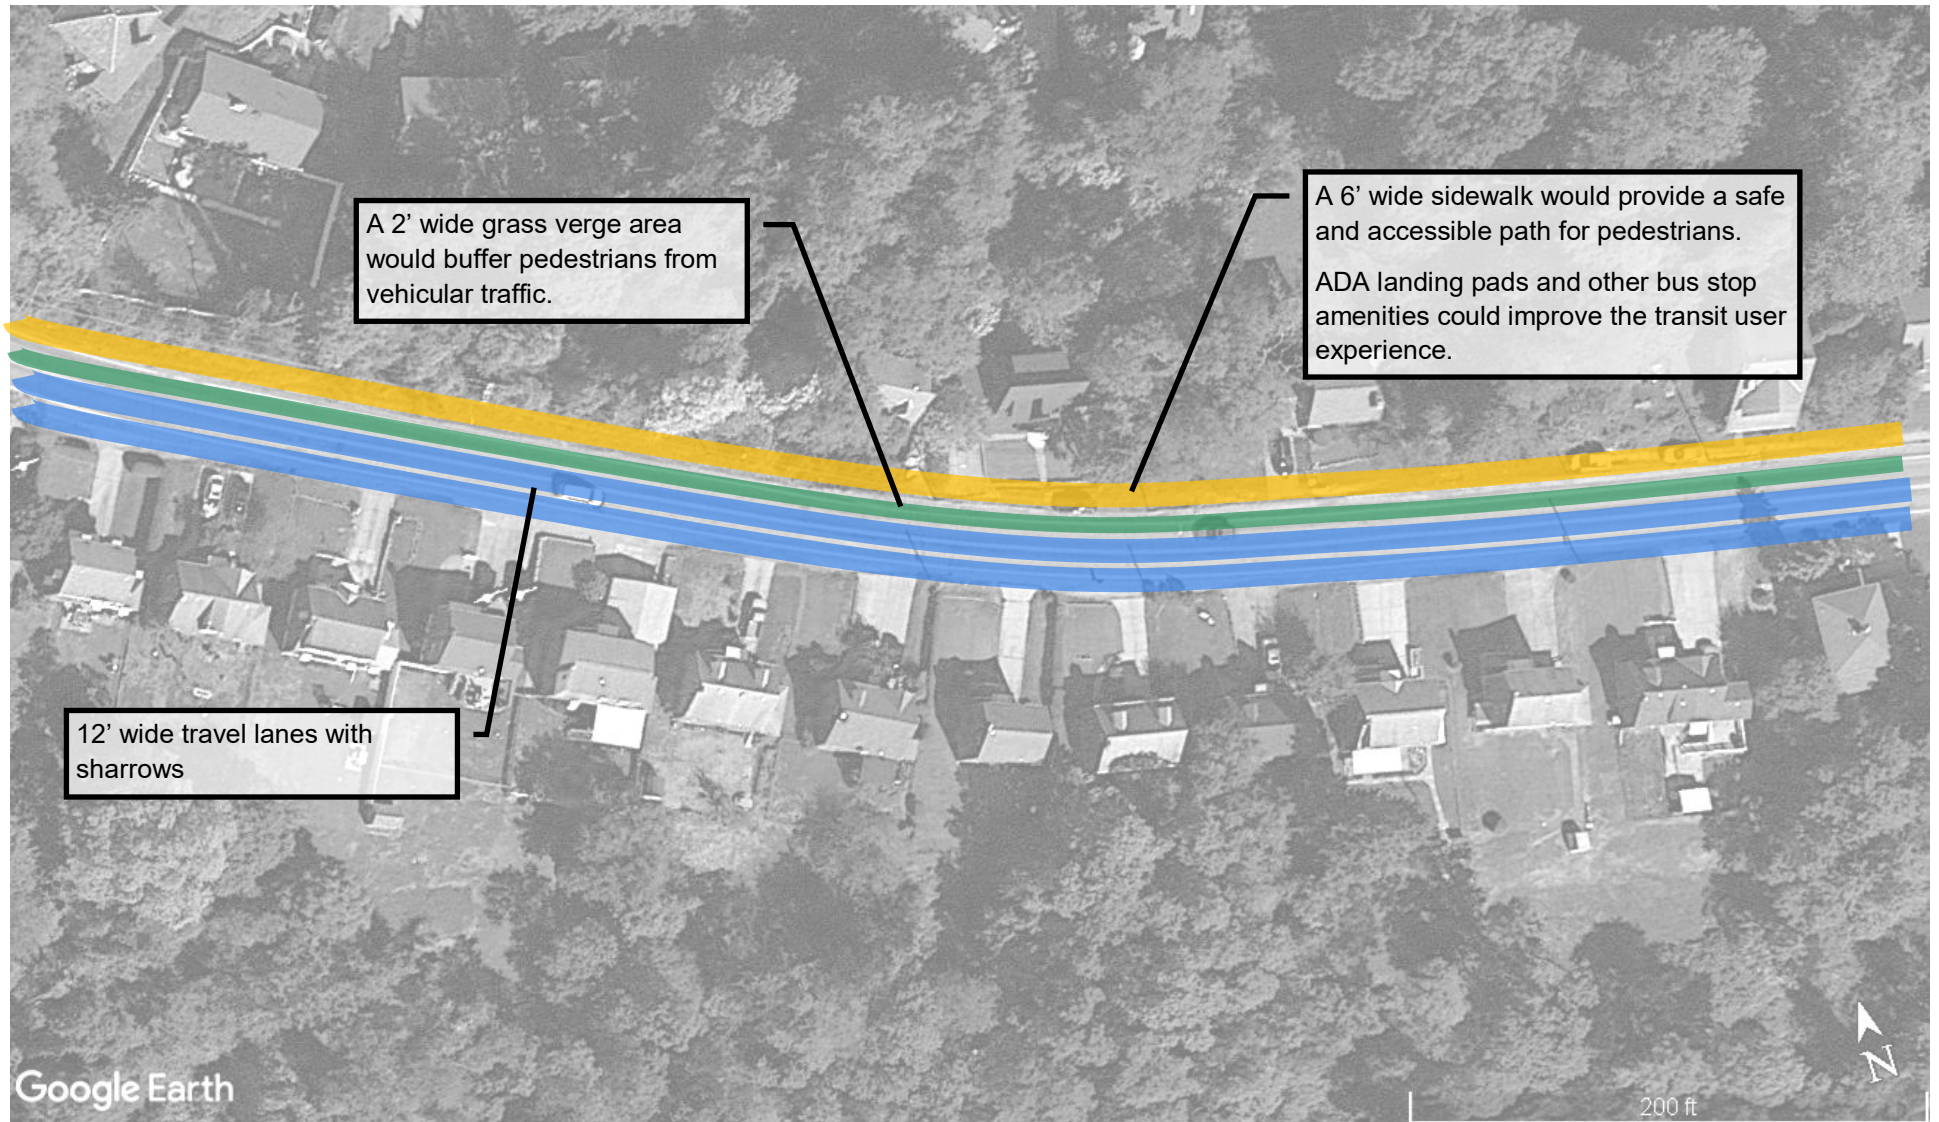 A 2’ wide grass verge area
would buffer pedestrians from
vehicular traffic.
A 6’ wide sidewalk would provide a safe
and accessible path for pedestrians.
ADA landing pads and other bus stop
amenities could improve the transit user
experience.
12’ wide travel lanes with
sharrows
Google Earth
N
200 ft